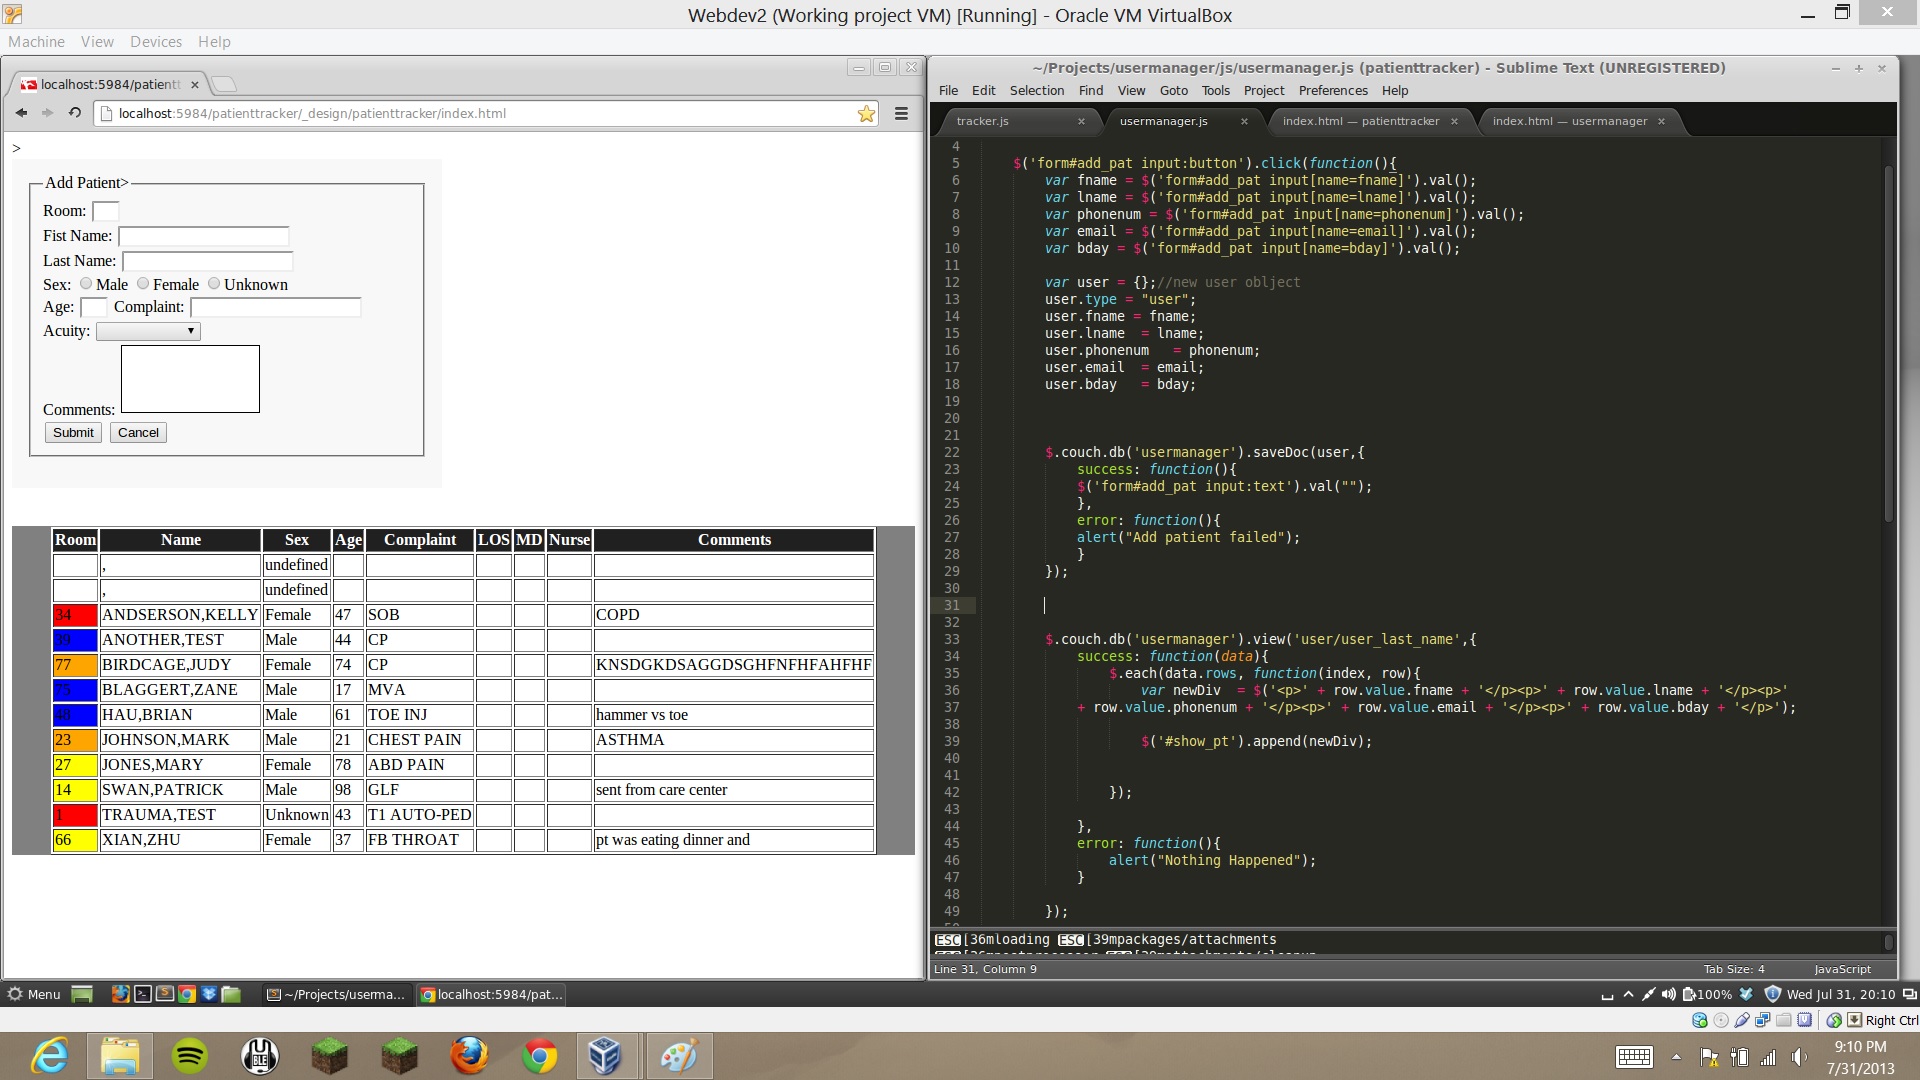 Webdev2 (Working project VM) [Running] - Oracle VM VirtualBox
Machine View Devices Help
localhost:5984/patientt
localhost:5984/patienttracker/_design/patienttracker/index.html
>
Add Patient>
Room:
Fist Name:
Last Name:
Sex: Male Female Unknown
Age: Complaint:
Acuity:
Comments:
Submit Cancel
Room Name Sex Age Complaint LOS MD Nurse Comments
, undefined
, undefined
34 ANDSERSON,KELLY Female 47 SOB COPD
39 ANOTHER,TEST Male 44 CP
77 BIRDCAGE,JUDY Female 74 CP KNSDGKDSAGGDSGHFNFHFAHFHF
75 BLAGGERT,ZANE Male 17 MVA
48 HAU,BRIAN Male 61 TOE INJ hammer vs toe
23 JOHNSON,MARK Male 21 CHEST PAIN ASTHMA
27 JONES,MARY Female 78 ABD PAIN
14 SWAN,PATRICK Male 98 GLF sent from care center
1 TRAUMA,TEST Unknown 43 T1 AUTO-PED
66 XIAN,ZHU Female 37 FB THROAT pt was eating dinner and
~/Projects/usermanager/js/usermanager.js (patienttracker) - Sublime Text (UNREGISTERED)
File Edit Selection Find View Goto Tools Project Preferences Help
tracker.js usermanager.js index.html — patienttracker index.html — usermanager
4
5 $('form#add_pat input:button').click(function(){
6 var fname = $('form#add_pat input[name=fname]').val();
7 var lname = $('form#add_pat input[name=lname]').val();
8 var phonenum = $('form#add_pat input[name=phonenum]').val();
9 var email = $('form#add_pat input[name=email]').val();
10 var bday = $('form#add_pat input[name=bday]').val();
11
12 var user = {};//new user oblject
13 user.type = "user";
14 user.fname = fname;
15 user.lname = lname;
16 user.phonenum = phonenum;
17 user.email = email;
18 user.bday = bday;
19
20
21
22 $.couch.db('usermanager').saveDoc(user,{
23 success: function(){
24 $('form#add_pat input:text').val("");
25 },
26 error: function(){
27 alert("Add patient failed");
28 }
29 });
30
31
32
33 $.couch.db('usermanager').view('user/user_last_name',{
34 success: function(data){
35 $.each(data.rows, function(index, row){
36 var newDiv = $('<p>' + row.value.fname + '</p><p>' + row.value.lname + '</p><p>'
37 + row.value.phonenum + '</p><p>' + row.value.email + '</p><p>' + row.value.bday + '</p>');
38
39 $('#show_pt').append(newDiv);
40
41
42 });
43
44 },
45 error: function(){
46 alert("Nothing Happened");
47 }
48
49 });
ESC[36mloading ESC[39mpackages/attachments
Line 31, Column 9 Tab Size: 4 JavaScript
Menu ~/Projects/userma... localhost:5984/pat... 100% Wed Jul 31, 20:10
Right Ctrl
9:10 PM
7/31/2013